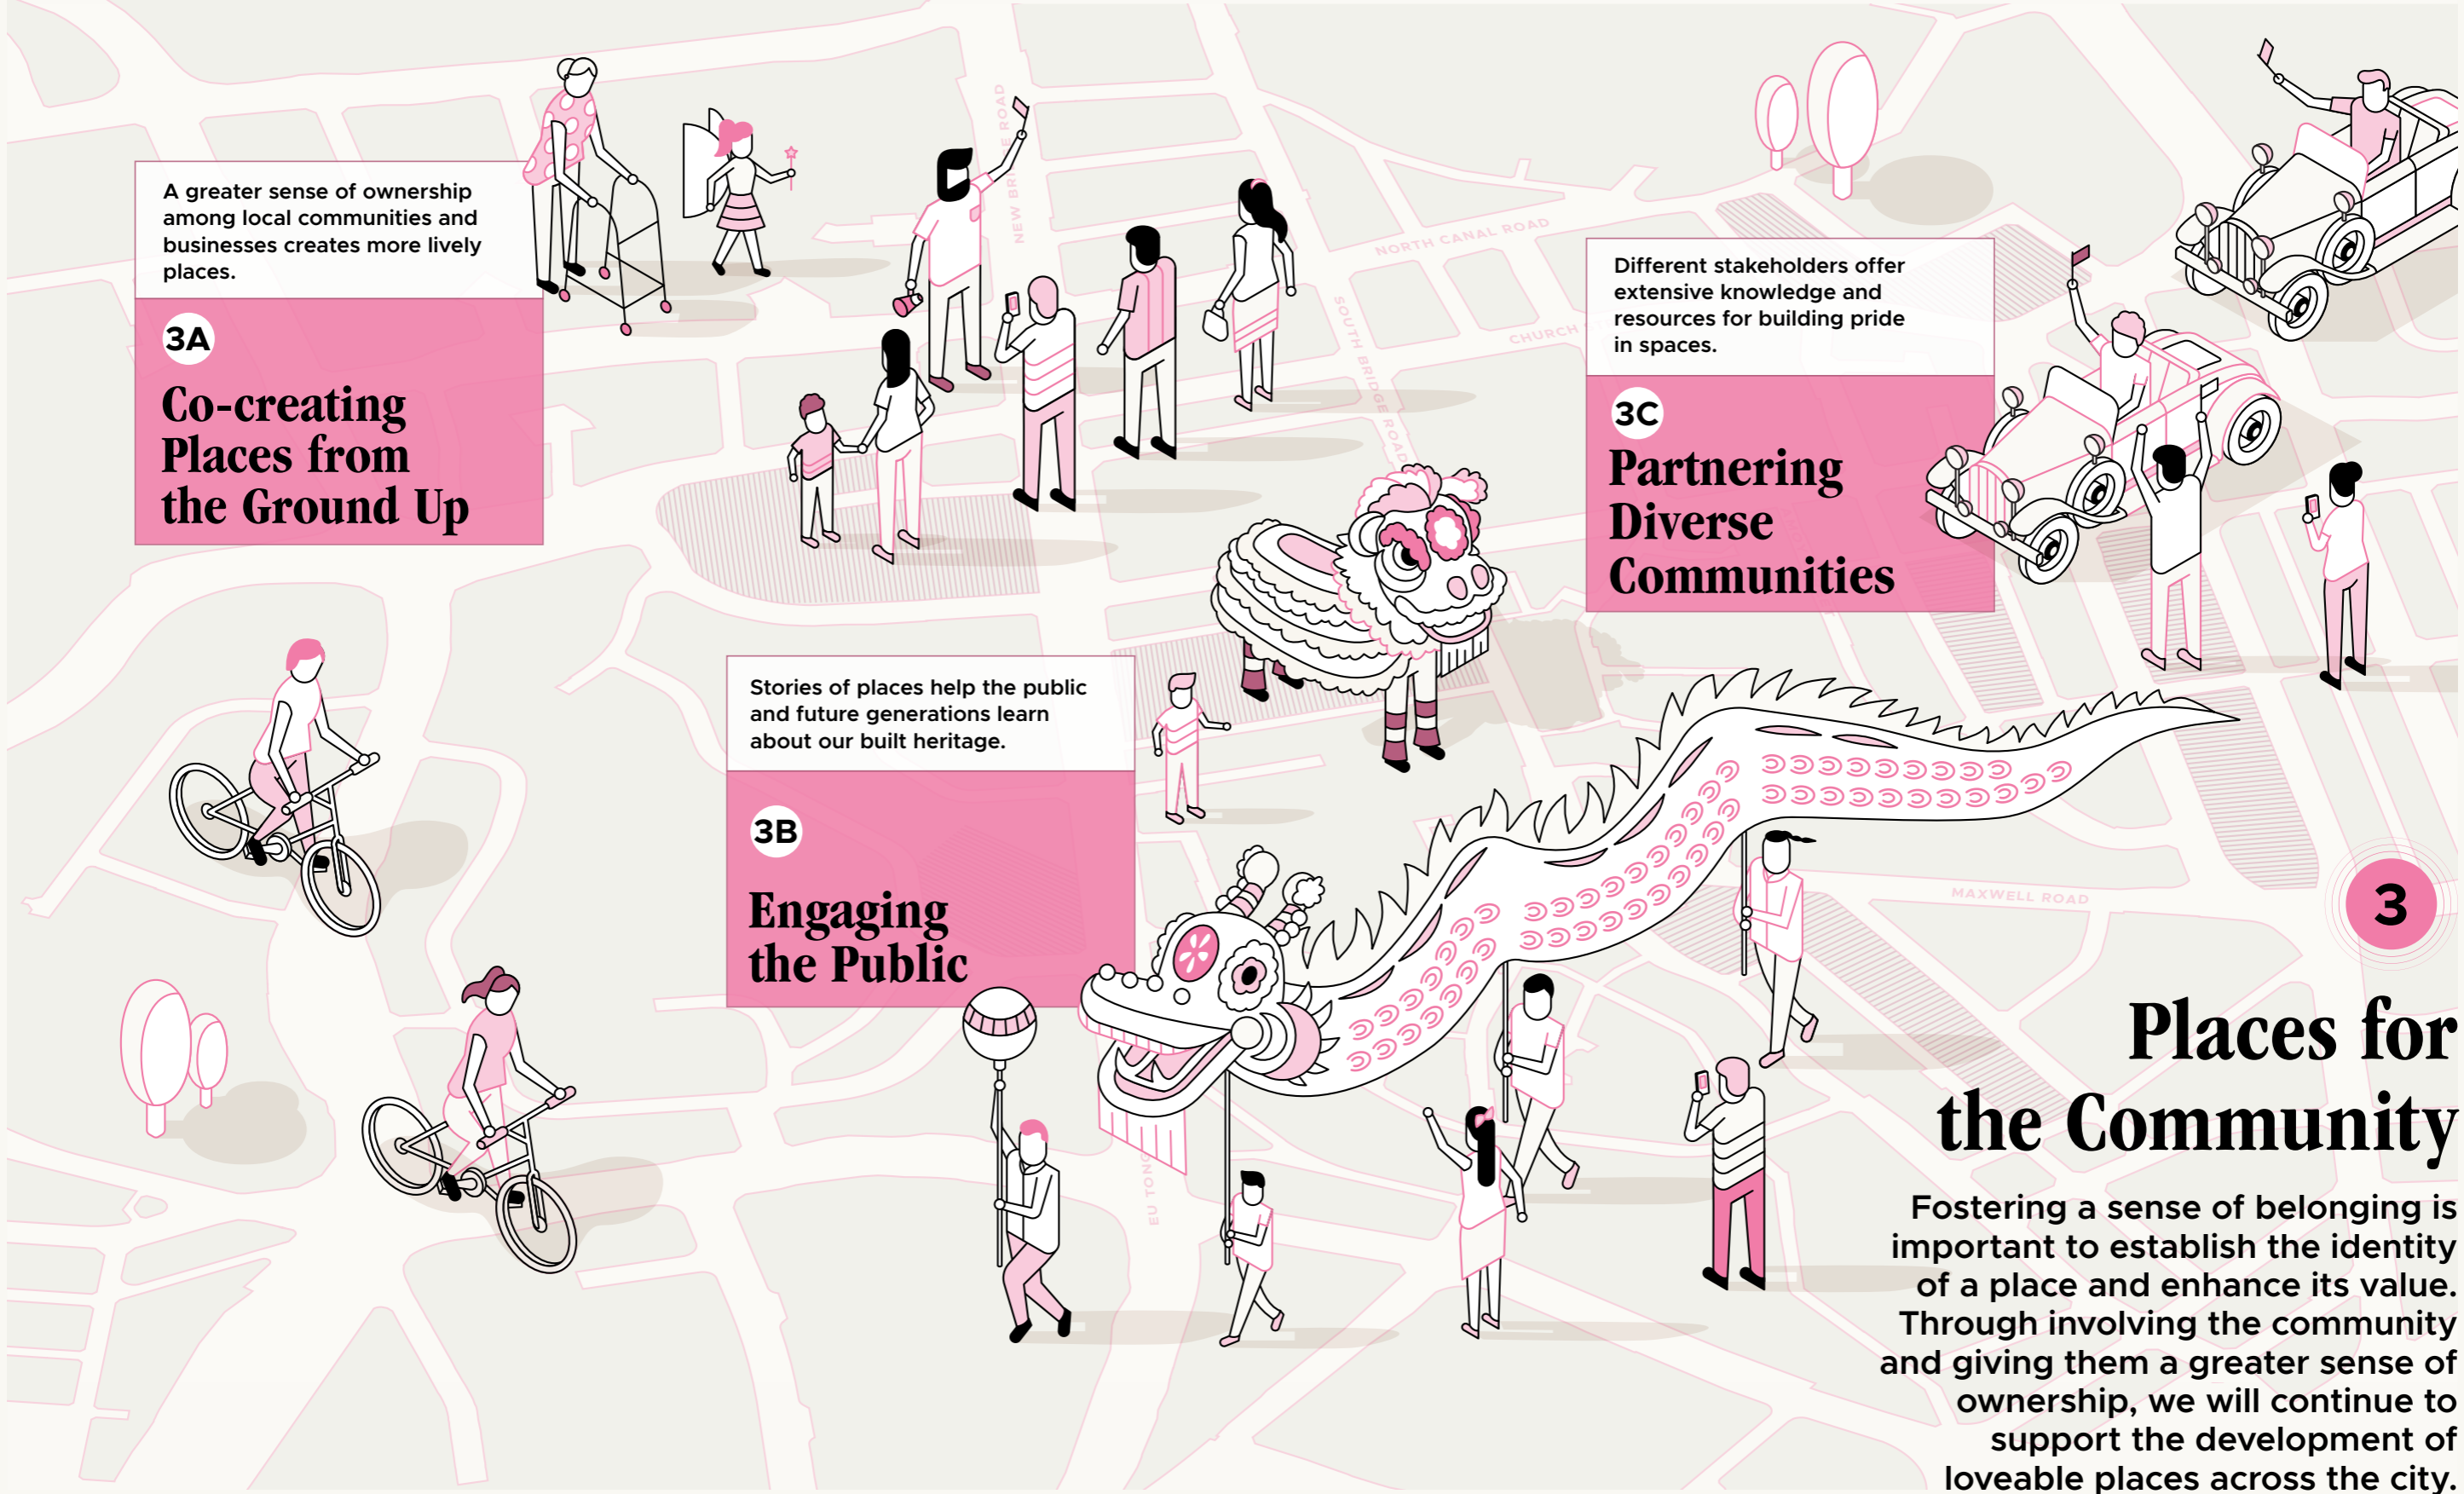 A greater sense of ownership
among local communities and
businesses creates more lively
places.
3A
Co-creating
Places from
the Ground Up
NEW BRIDGE ROAD
NORTH CANAL ROAD
SOUTH BRIDGE ROAD
CHURCH
Different stakeholders offer
extensive knowledge and
resources for building pride
in spaces.
3C
Partnering
Diverse
Communities
Stories of places help the public
and future generations learn
about our built heritage.
3B
Engaging
the Public
EU TONG
MAXWELL ROAD
3
Places for
the Community
Fostering a sense of belonging is
important to establish the identity
of a place and enhance its value.
Through involving the community
and giving them a greater sense of
ownership, we will continue to
support the development of
loveable places across the city.